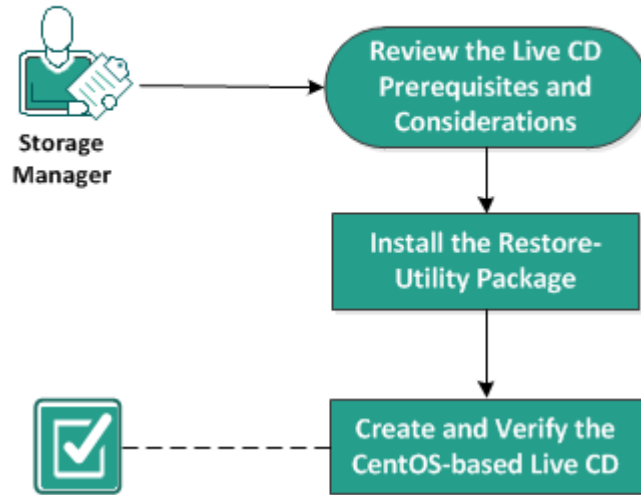 Storage
Manager
Review the Live CD
Prerequisites and
Considerations
Install the Restore-
Utility Package
Create and Verify the
CentOS-based Live CD